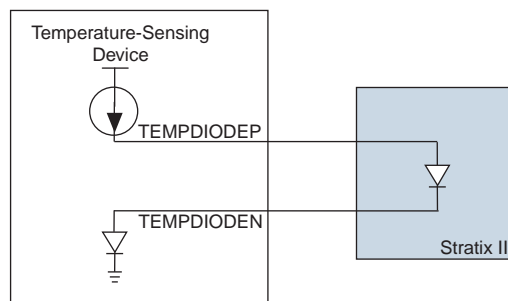 Temperature-Sensing
Device
TEMPDIODEP
TEMPDIODEN
Stratix II